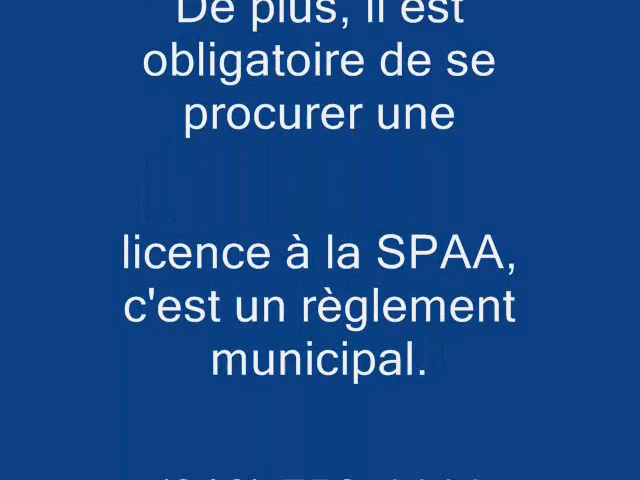 De plus, il est
obligatoire de se
procurer une
licence à la SPAA,
c'est un règlement
municipal.